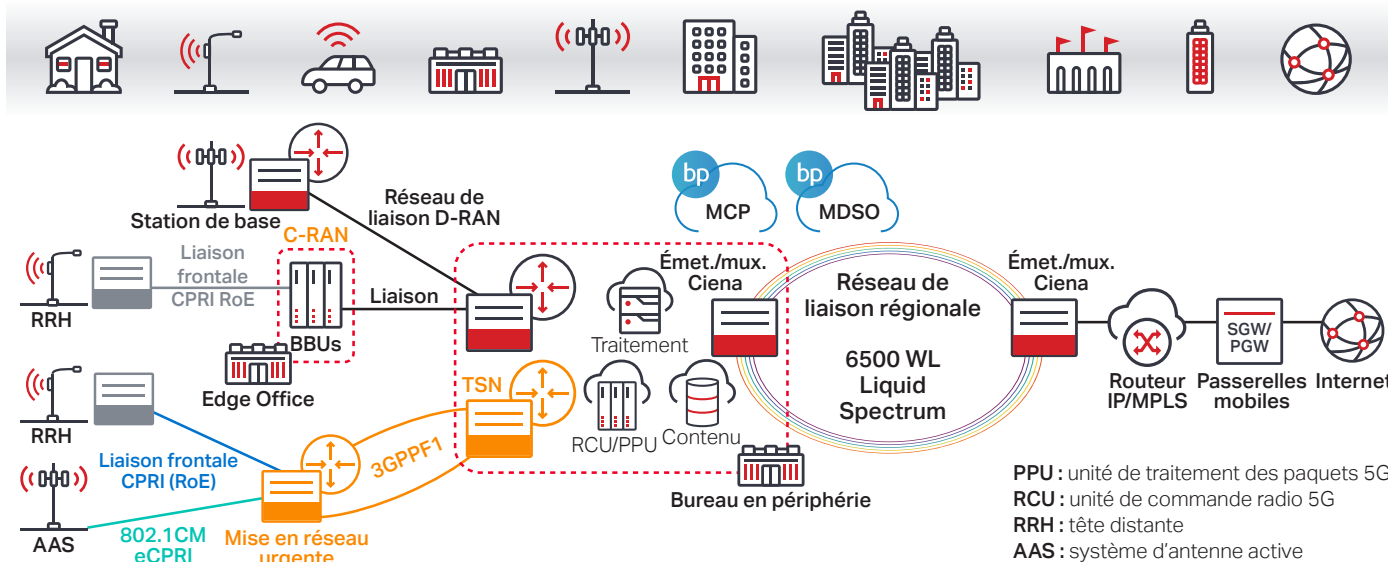 Station de base
Réseau de
liaison D-RAN
bp
MCP
bp
MDSO
C-RAN
Liaison
frontale
CPRI RoE
RRH
BBUs
Liaison
Edge Office
Traitement
Émet./mux.
Ciena
Réseau de
liaison régionale
6500 WL
Liquid
Spectrum
Émet./mux.
Ciena
Routeur
IP/MPLS
SGW/
PGW
Passerelles
mobiles
Internet
RRH
TSN
RCU/PPU
Contenu
3GPPF1
Liaison frontale
CPRI (RoE)
AAS
802.1CM
eCPRI
Mise en réseau
urgente
Bureau en périphérie
PPU : unité de traitement des paquets 5G
RCU : unité de commande radio 5G
RRH : tête distante
AAS : système d'antenne active